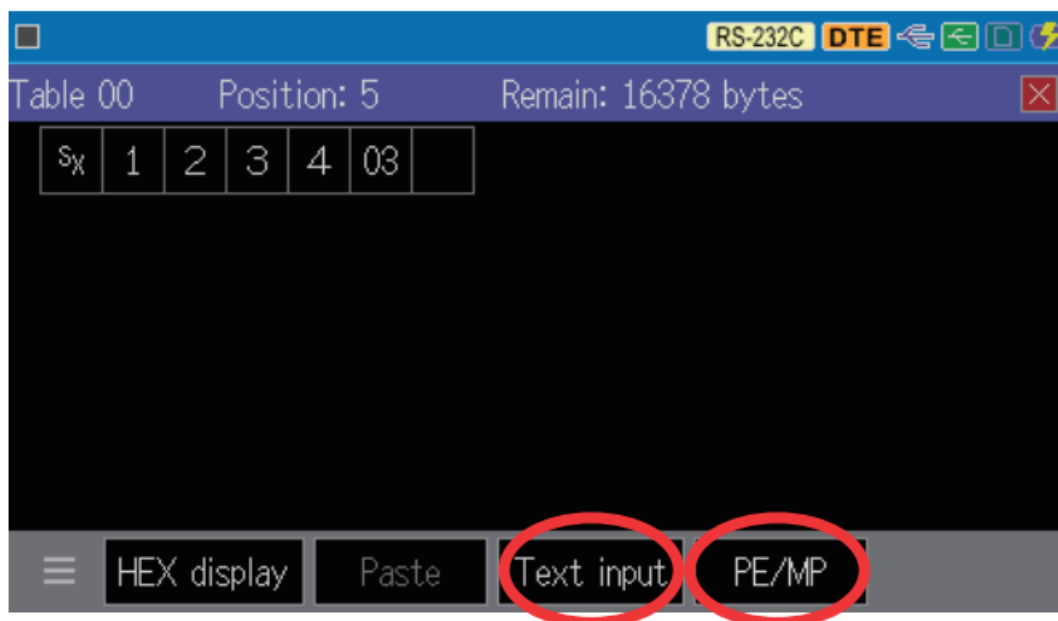 RS-232C DTE
Table 00 Position: 5 Remain: 16378 bytes
SX 1 2 3 4 03
HEX display Paste Text input PE/MP